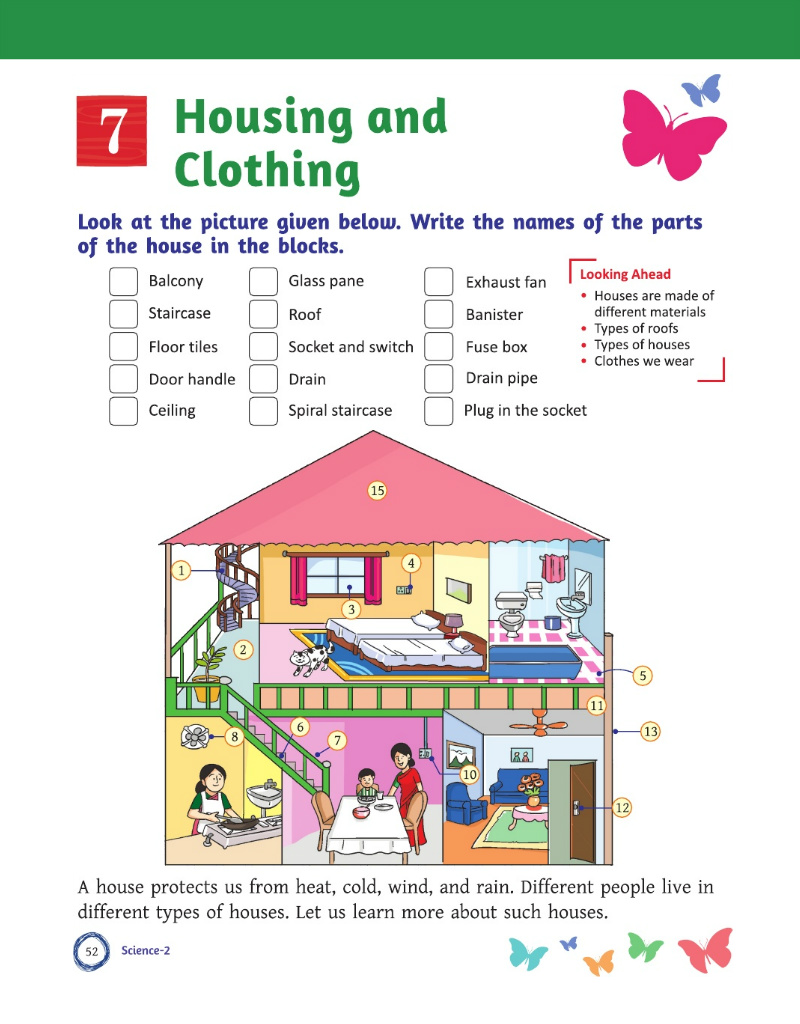 7
Housing and
Clothing
Look at the picture given below. Write the names of the parts
of the house in the blocks.
Balcony
Glass pane
Exhaust fan
Staircase
Roof
Banister
Floor tiles
Socket and switch
Fuse box
Door handle
Drain
Drain pipe
Ceiling
Spiral staircase
Plug in the socket
Looking Ahead
• Houses are made of
different materials
• Types of roofs
• Types of houses
• Clothes we wear
15
1
4
3
2
5
11
6
7
13
8
10
12
A house protects us from heat, cold, wind, and rain. Different people live in
different types of houses. Let us learn more about such houses.
52
Science-2